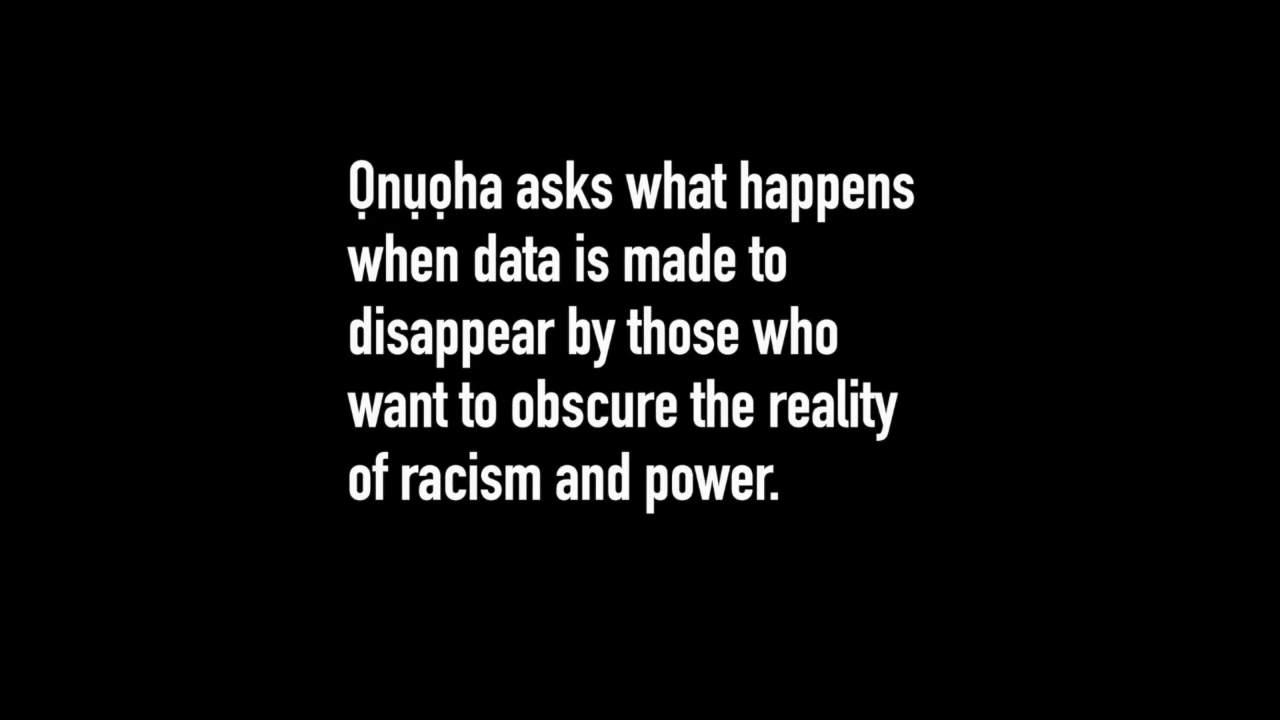 Ọnụọha asks what happens
when data is made to
disappear by those who
want to obscure the reality
of racism and power.